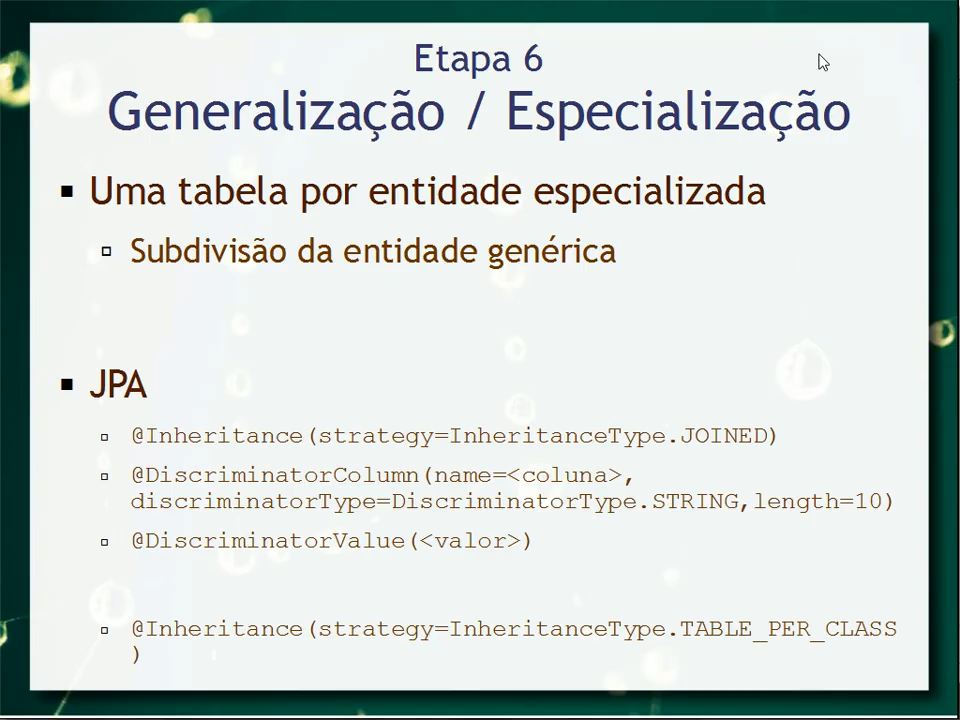 Etapa 6
Generalização / Especialização
Uma tabela por entidade especializada
Subdivisão da entidade genérica
JPA
@Inheritance(strategy=InheritanceType.JOINED)
@DiscriminatorColumn(name=<coluna>,
discriminatorType=DiscriminatorType.STRING,length=10)
@DiscriminatorValue(<valor>)
@Inheritance(strategy=InheritanceType.TABLE_PER_CLASS
)